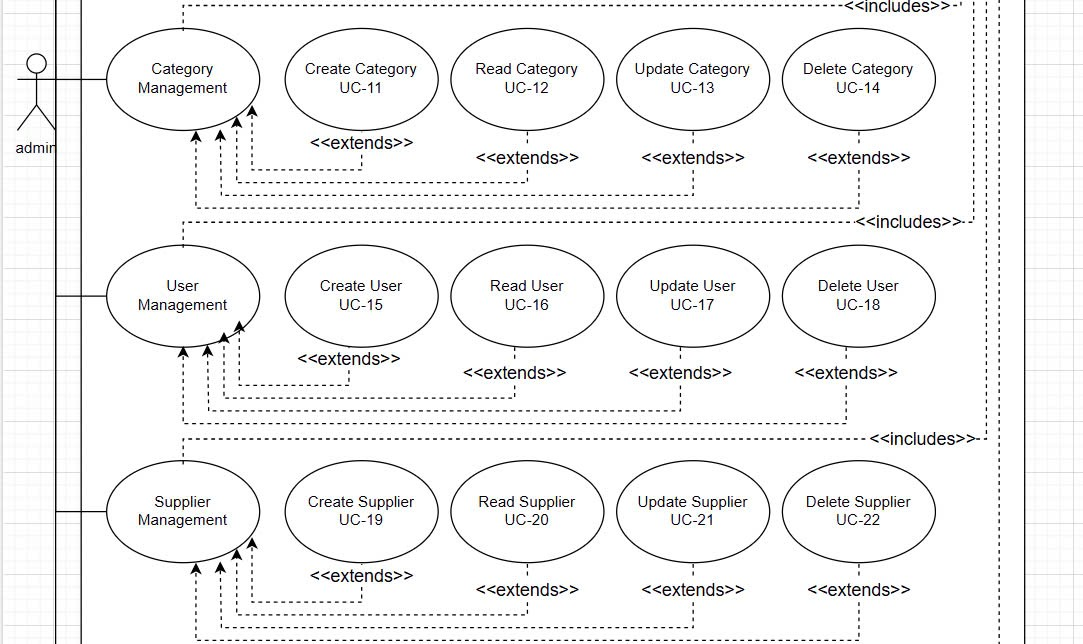 <<includes>>
Category
Management
Create Category
UC-11
Read Category
UC-12
Update Category
UC-13
Delete Category
UC-14
admin
<<extends>>
<<extends>>
<<extends>>
<<extends>>
<<includes>>
User
Management
Create User
UC-15
Read User
UC-16
Update User
UC-17
Delete User
UC-18
<<extends>>
<<extends>>
<<extends>>
<<extends>>
<<includes>>
Supplier
Management
Create Supplier
UC-19
Read Supplier
UC-20
Update Supplier
UC-21
Delete Supplier
UC-22
<<extends>>
<<extends>>
<<extends>>
<<extends>>